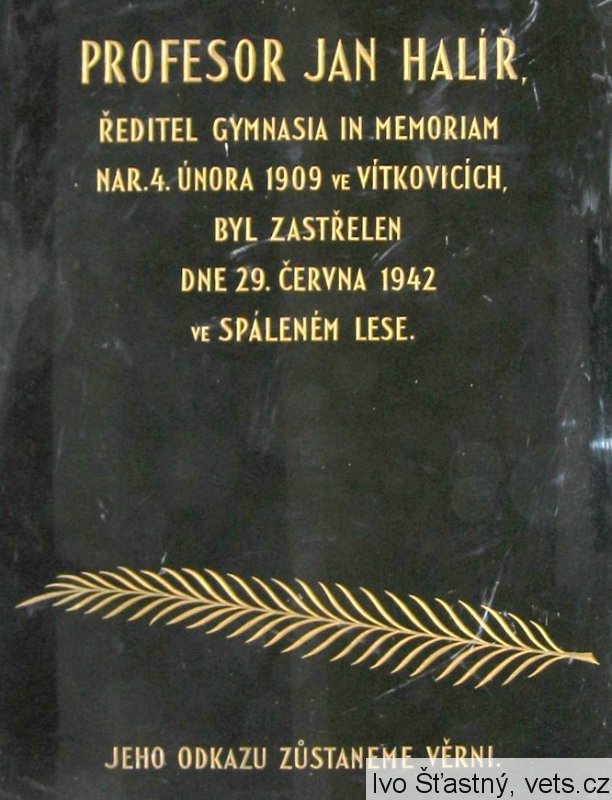 PROFESOR JAN HALÍŘ,
ŘEDITEL GYMNASIA IN MEMORIAM
NAR. 4. ÚNORA 1909 VE VÍTKOVICÍCH,
BYL ZASTŘELEN
DNE 29. ČERVNA 1942
VE SPÁLENÉM LESE.
JEHO ODKAZU ZŮSTANEME VĚRNI.
Ivo Šťastný, vets.cz